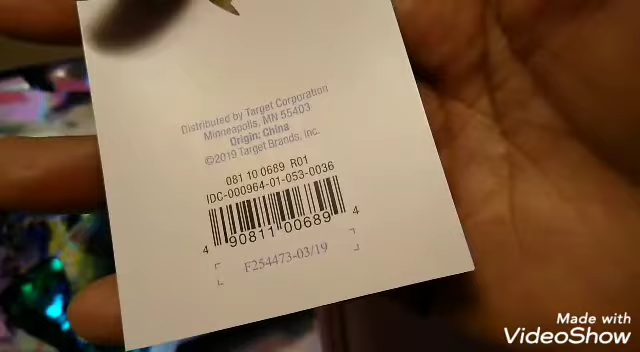 Distributed by Target Corporation
Minneapolis, MN 55403
Origin: China
©2019 Target Brands, Inc.
081 10 0689 R01
IDC-000964-01-053-0036
4 90811 00689 4
F254473-03/19
Made with
VideoShow